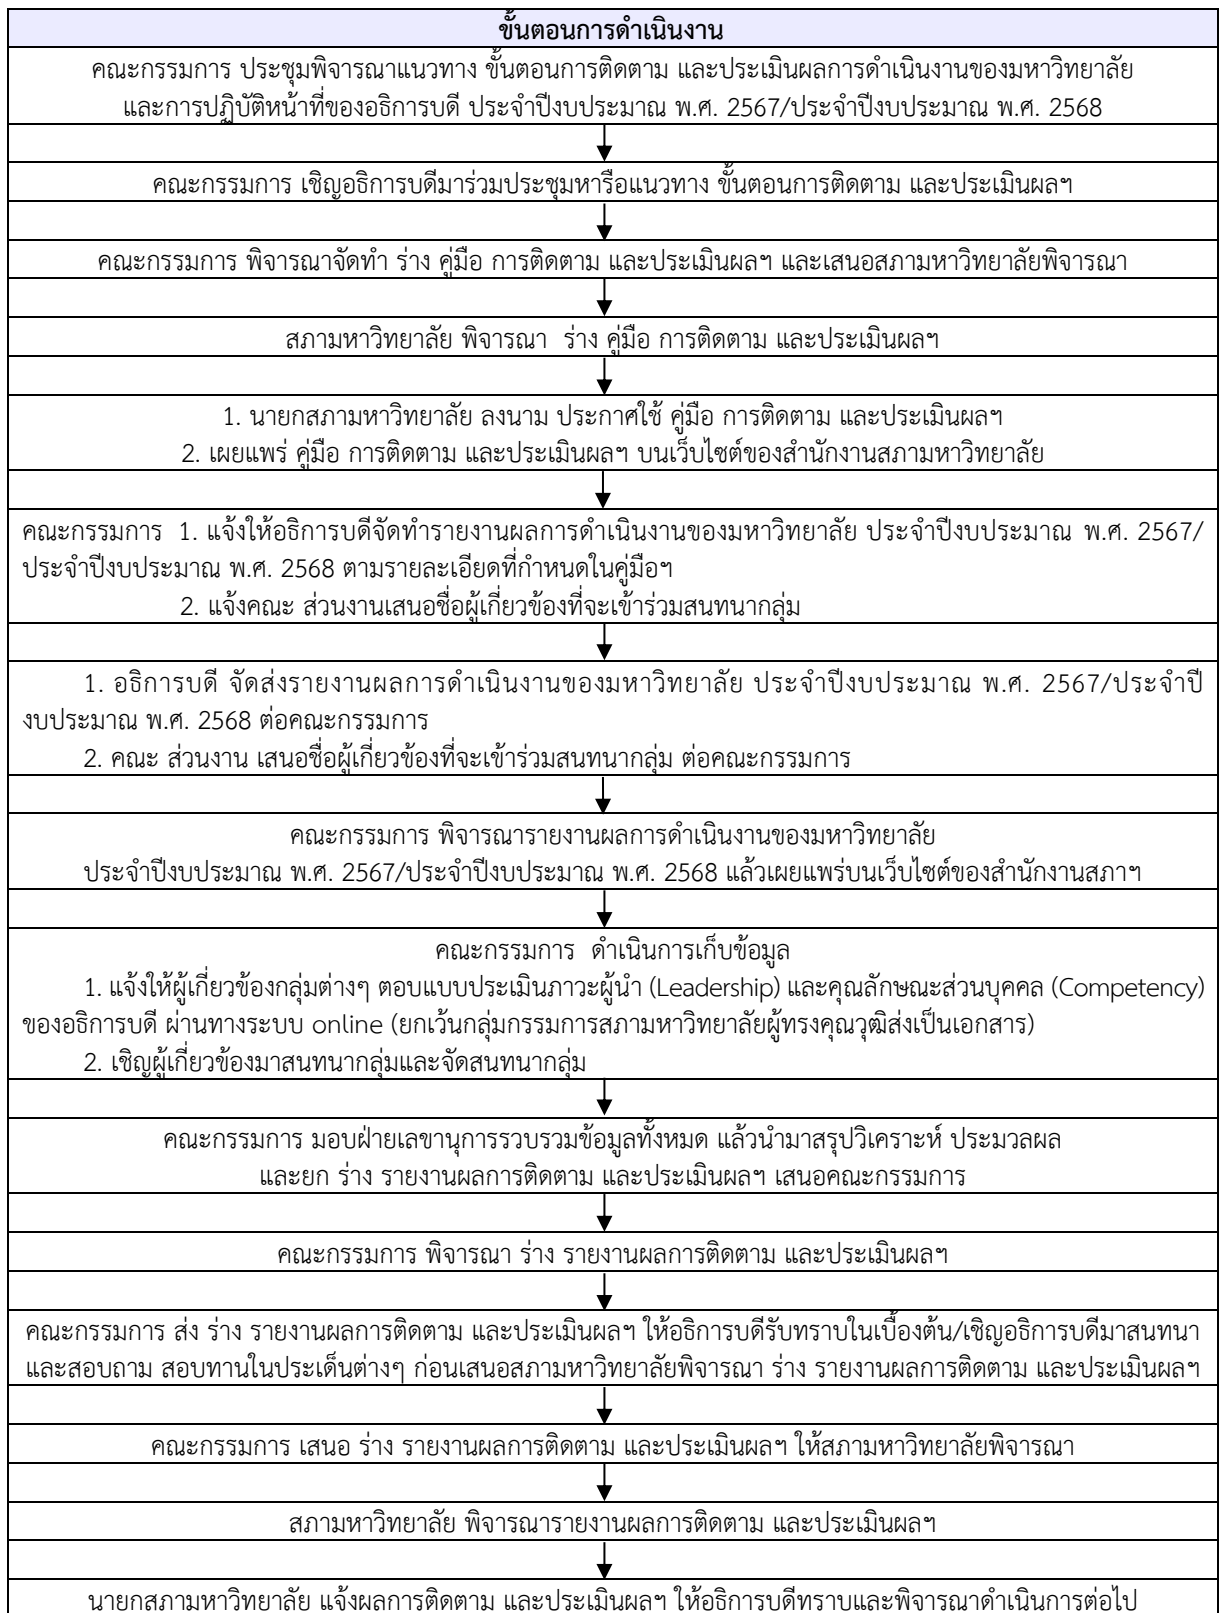 ขั้นตอนการดำเนินงาน
คณะกรรมการ ประชุมพิจารณาแนวทาง ขั้นตอนการติดตาม และประเมินผลการดำเนินงานของมหาวิทยาลัย
และการปฏิบัติหน้าที่ของอธิการบดี ประจำปีงบประมาณ พ.ศ. 2567/ประจำปีงบประมาณ พ.ศ. 2568
คณะกรรมการ เชิญอธิการบดีมาร่วมประชุมหารือแนวทาง ขั้นตอนการติดตาม และประเมินผลฯ
คณะกรรมการ พิจารณาจัดทำ ร่าง คู่มือ การติดตาม และประเมินผลฯ และเสนอสภามหาวิทยาลัยพิจารณา
สภามหาวิทยาลัย พิจารณา ร่าง คู่มือ การติดตาม และประเมินผลฯ
1. นายกสภามหาวิทยาลัย ลงนาม ประกาศใช้ คู่มือ การติดตาม และประเมินผลฯ
2. เผยแพร่ คู่มือ การติดตาม และประเมินผลฯ บนเว็บไซต์ของสำนักงานสภามหาวิทยาลัย
คณะกรรมการ 1. แจ้งให้อธิการบดีจัดทำรายงานผลการดำเนินงานของมหาวิทยาลัย ประจำปีงบประมาณ พ.ศ. 2567/
ประจำปีงบประมาณ พ.ศ. 2568 ตามรายละเอียดที่กำหนดในคู่มือฯ
2. แจ้งคณะ ส่วนงานเสนอชื่อผู้เกี่ยวข้องที่จะเข้าร่วมสนทนากลุ่ม
1. อธิการบดี จัดส่งรายงานผลการดำเนินงานของมหาวิทยาลัย ประจำปีงบประมาณ พ.ศ. 2567/ประจำปี
งบประมาณ พ.ศ. 2568 ต่อคณะกรรมการ
2. คณะ ส่วนงาน เสนอชื่อผู้เกี่ยวข้องที่จะเข้าร่วมสนทนากลุ่ม ต่อคณะกรรมการ
คณะกรรมการ พิจารณารายงานผลการดำเนินงานของมหาวิทยาลัย
ประจำปีงบประมาณ พ.ศ. 2567/ประจำปีงบประมาณ พ.ศ. 2568 แล้วเผยแพร่บนเว็บไซต์ของสำนักงานสภาฯ
คณะกรรมการ ดำเนินการเก็บข้อมูล
1. แจ้งให้ผู้เกี่ยวข้องกลุ่มต่างๆ ตอบแบบประเมินภาวะผู้นำ (Leadership) และคุณลักษณะส่วนบุคคล (Competency)
ของอธิการบดี ผ่านทางระบบ online (ยกเว้นกลุ่มกรรมการสภามหาวิทยาลัยผู้ทรงคุณวุฒิส่งเป็นเอกสาร)
2. เชิญผู้เกี่ยวข้องมาสนทนากลุ่มและจัดสนทนากลุ่ม
คณะกรรมการ มอบฝ่ายเลขานุการรวบรวมข้อมูลทั้งหมด แล้วนำมาสรุปวิเคราะห์ ประมวลผล
และยก ร่าง รายงานผลการติดตาม และประเมินผลฯ เสนอคณะกรรมการ
คณะกรรมการ พิจารณา ร่าง รายงานผลการติดตาม และประเมินผลฯ
คณะกรรมการ ส่ง ร่าง รายงานผลการติดตาม และประเมินผลฯ ให้อธิการบดีรับทราบในเบื้องต้น/เชิญอธิการบดีมาสนทนา
และสอบถาม สอบทานในประเด็นต่างๆ ก่อนเสนอสภามหาวิทยาลัยพิจารณา ร่าง รายงานผลการติดตาม และประเมินผลฯ
คณะกรรมการ เสนอ ร่าง รายงานผลการติดตาม และประเมินผลฯ ให้สภามหาวิทยาลัยพิจารณา
สภามหาวิทยาลัย พิจารณารายงานผลการติดตาม และประเมินผลฯ
นายกสภามหาวิทยาลัย แจ้งผลการติดตาม และประเมินผลฯ ให้อธิการบดีทราบและพิจารณาดำเนินการต่อไป